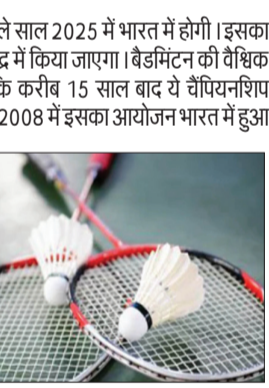 साल 2025 में भारत में होगी । इसका
में किया जाएगा । बैडमिंटन की वैश्विक
करीब 15 साल बाद ये चैंपियनशिप
2008 में इसका आयोजन भारत में हुआ